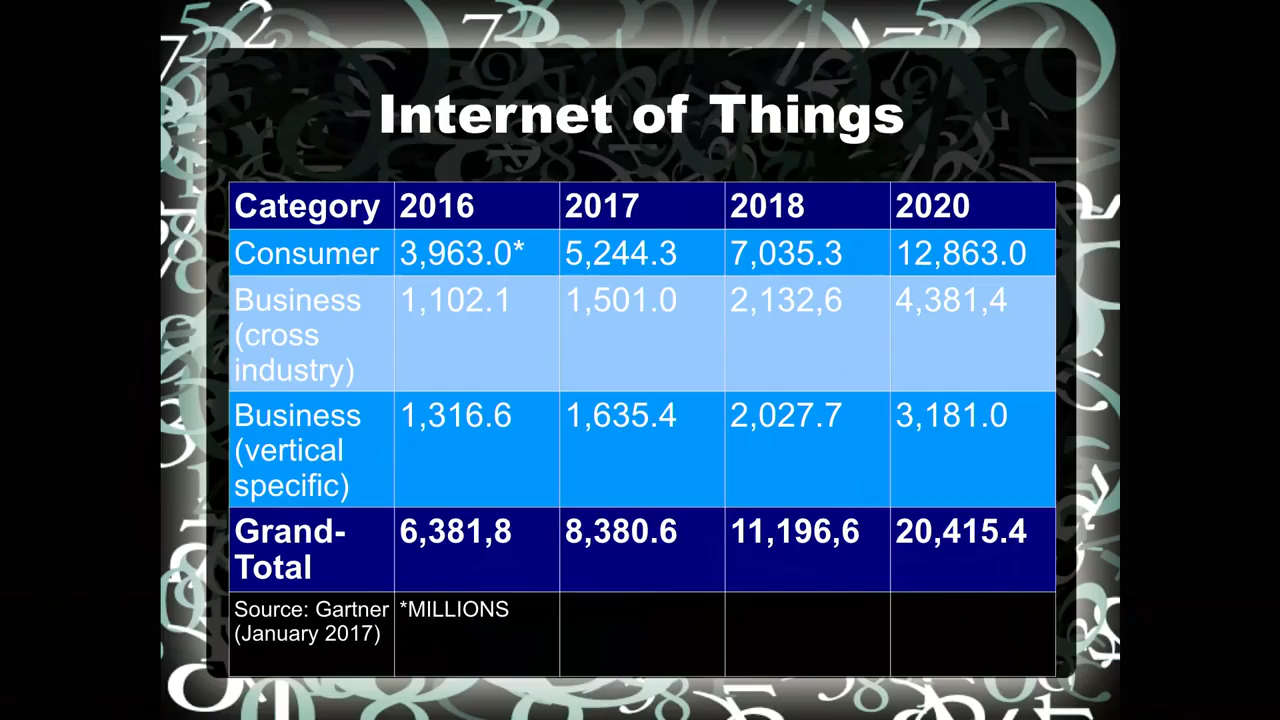 Internet of Things
Category 2016 2017 2018 2020
Consumer 3,963.0* 5,244.3 7,035.3 12,863.0
Business 1,102.1 1,501.0 2,132,6 4,381,4
(cross
industry)
Business 1,316.6 1,635.4 2,027.7 3,181.0
(vertical
specific)
Grand- 6,381,8 8,380.6 11,196,6 20,415.4
Total
Source: Gartner *MILLIONS
(January 2017)